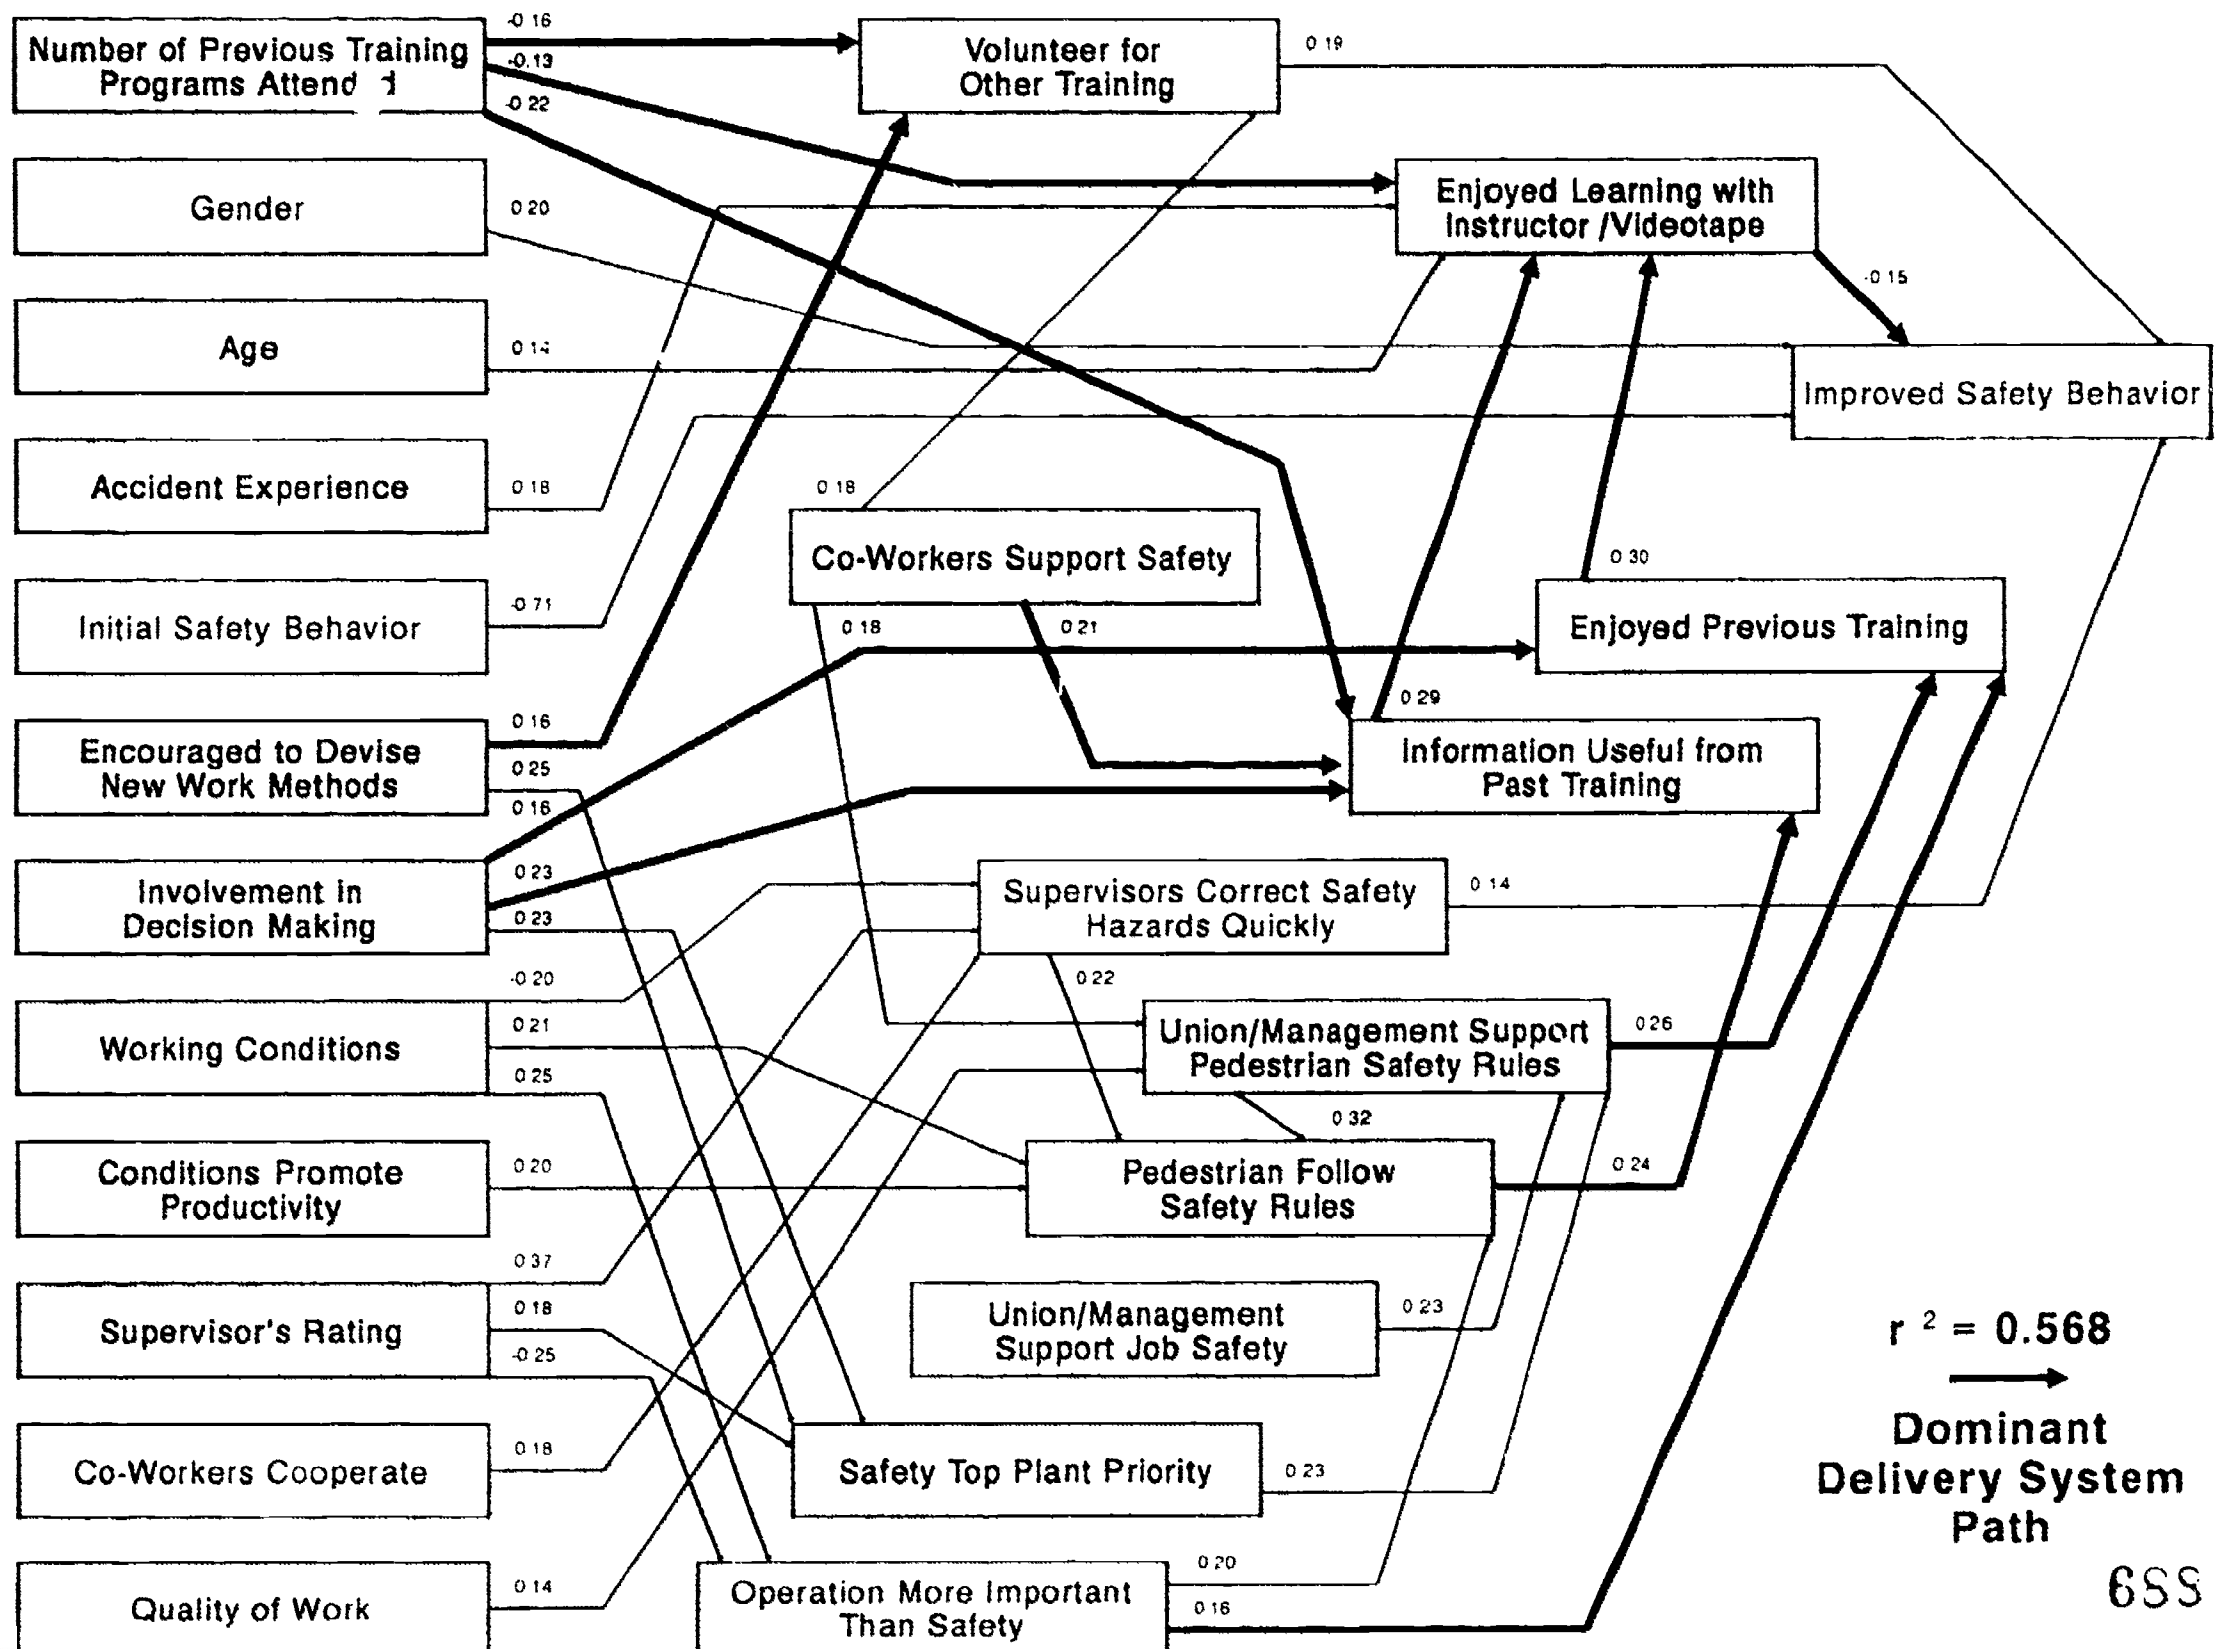 -0 16
Number of Previous Training
Programs Attend d
-0.13
-0 22
Volunteer for
Other Training
0 19
Gender
0 20
Enjoyed Learning with
Instructor /Videotape
-0 15
Age
0 14
Improved Safety Behavior
Accident Experience
0 18
0 18
Co-Workers Support Safety
0 18
0 21
0 30
Enjoyed Previous Training
Initial Safety Behavior
-0 71
0 29
Information Useful from
Past Training
Encouraged to Devise
New Work Methods
0 16
0 25
0 16
Involvement in
Decision Making
0 23
0 23
Supervisors Correct Safety
Hazards Quickly
0 14
0 22
-0 20
Working Conditions
0 21
0 25
Union/Management Support
Pedestrian Safety Rules
0 26
0 32
Conditions Promote
Productivity
0 20
Pedestrian Follow
Safety Rules
0 24
0 37
Supervisor's Rating
0 18
-0 25
Union/Management
Support Job Safety
0 23
r 2 = 0.568
Dominant
Delivery System
Path
Co-Workers Cooperate
0 18
Safety Top Plant Priority
0 23
Quality of Work
0 14
Operation More Important
Than Safety
0 20
0 16